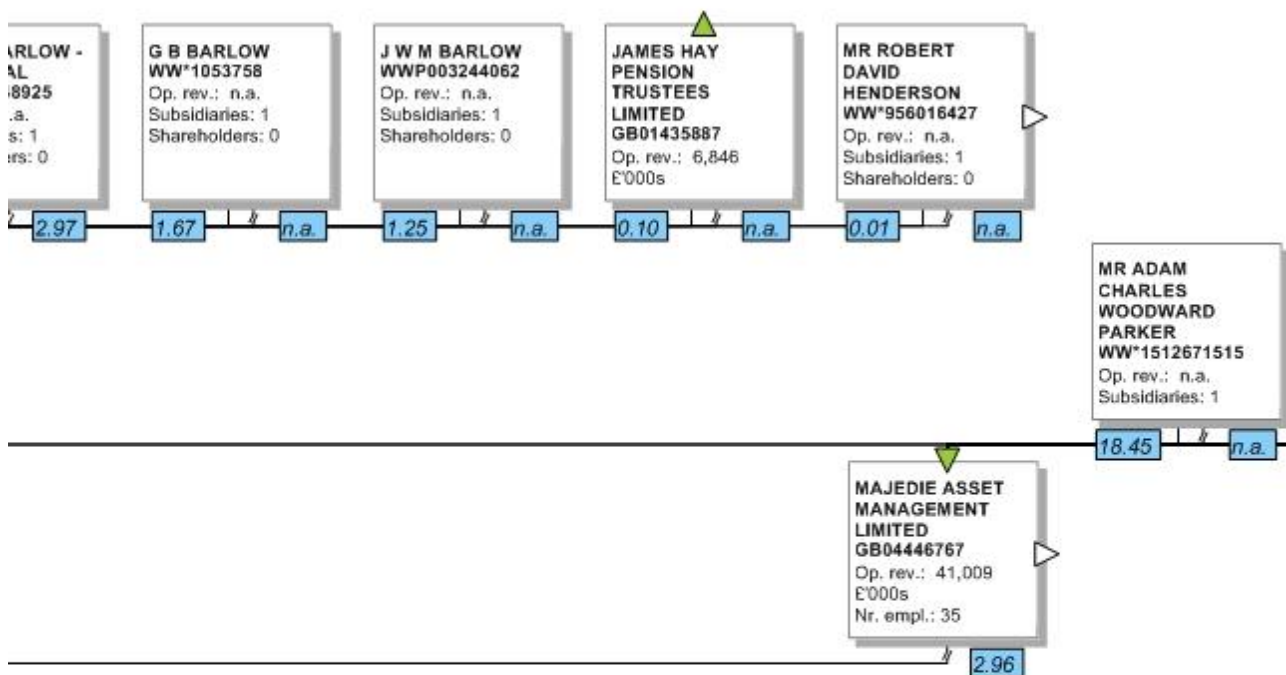 ARLOW -
AL
8925
.a.
s: 1
ers: 0
G B BARLOW
WW*1053758
Op. rev.: n.a.
Subsidiaries: 1
Shareholders: 0
J W M BARLOW
WWP003244062
Op. rev.: n.a.
Subsidiaries: 1
Shareholders: 0
JAMES HAY
PENSION
TRUSTEES
LIMITED
GB01435887
Op. rev.: 6,846
£'000s
MR ROBERT
DAVID
HENDERSON
WW*956016427
Op. rev.: n.a.
Subsidiaries: 1
Shareholders: 0
2.97
1.67
n.a.
1.25
n.a.
0.10
n.a.
0.01
n.a.
MR ADAM
CHARLES
WOODWARD
PARKER
WW*1512671515
Op. rev.: n.a.
Subsidiaries: 1
18.45
n.a.
MAJEDIE ASSET
MANAGEMENT
LIMITED
GB04446767
Op. rev.: 41,009
£'000s
Nr. empl.: 35
2.96